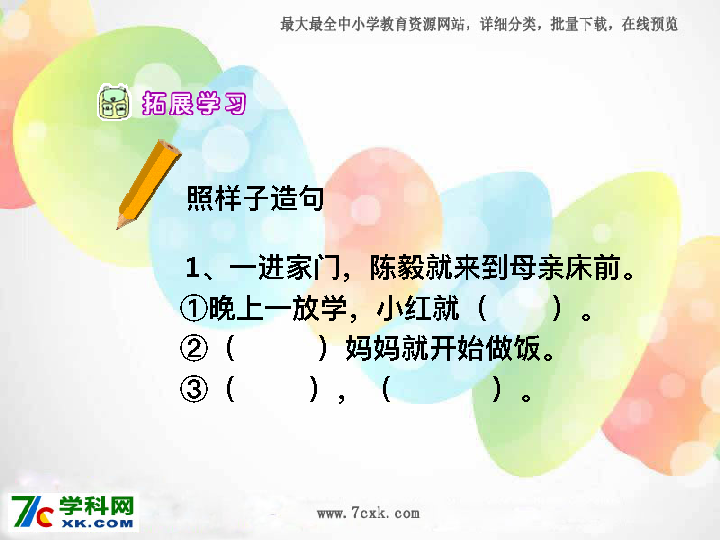 最大最全中小学教育资源网站，详细分类，批量下载，在线预览
拓展学习
照样子造句
1、一进家门，陈毅就来到母亲床前。
①晚上一放学，小红就（　　）。
②（　　　）妈妈就开始做饭。
③（　　　），（　　　　）。
7c 学科网
XK.COM
www.7cxk.com